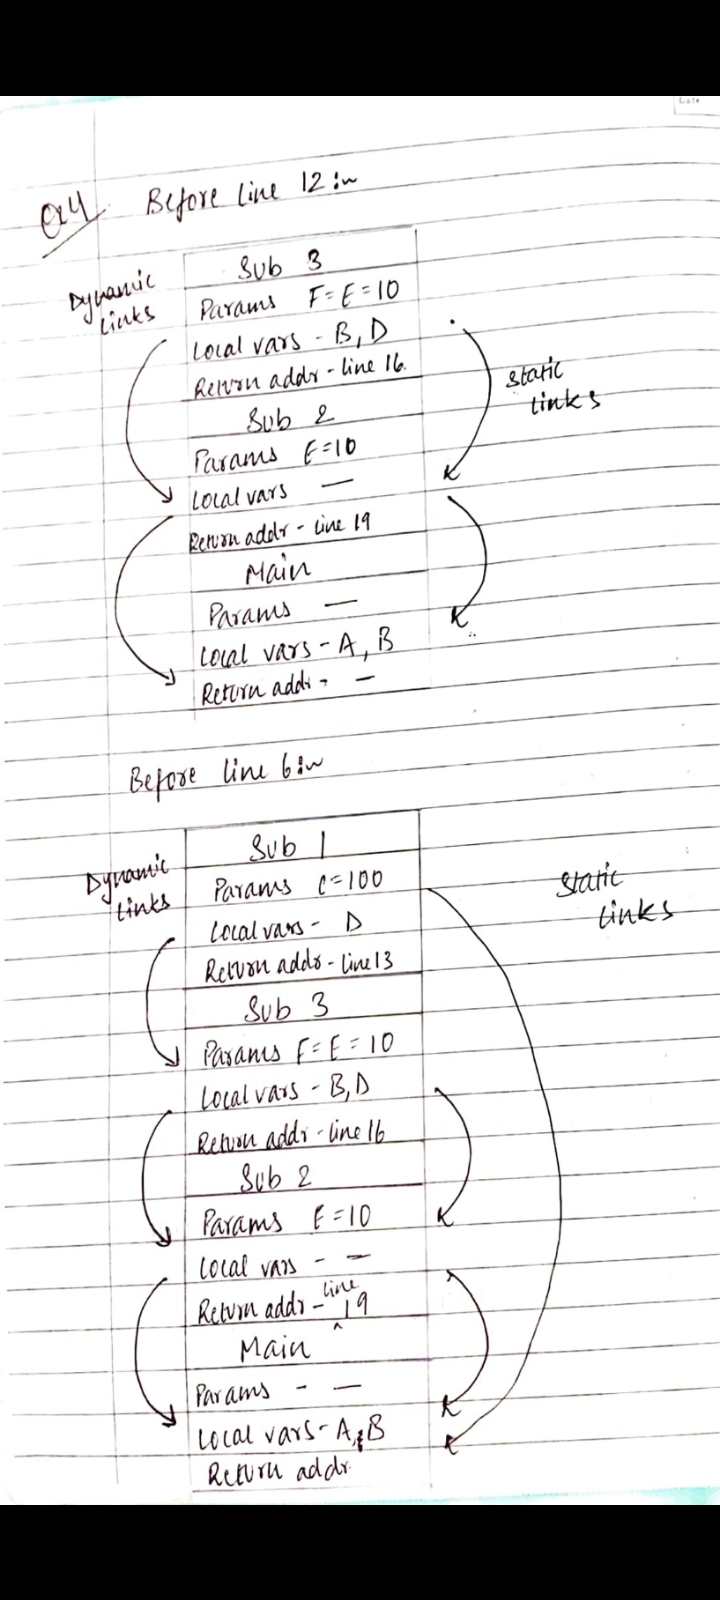 Date
Q4 Before line 12:~
Dynamic Links
Sub 3
Params F=E=10
Local vars - B, D
Return addr - line 16.
Static links
Sub 2
Params E=10
Local vars —
Return addr - line 19
Main
Params —
Local vars - A, B
Return addr - —
Before line 6:~
Dynamic links
Static links
Sub 1
Params C=100
Local vars - D
Return addr - line 13
Sub 3
Params F=E=10
Local vars - B, D
Return addr - line 16
Sub 2
Params E=10
Local vars - —
Return addr - line 19
Main
Params - —
Local vars - A, B
Return addr.